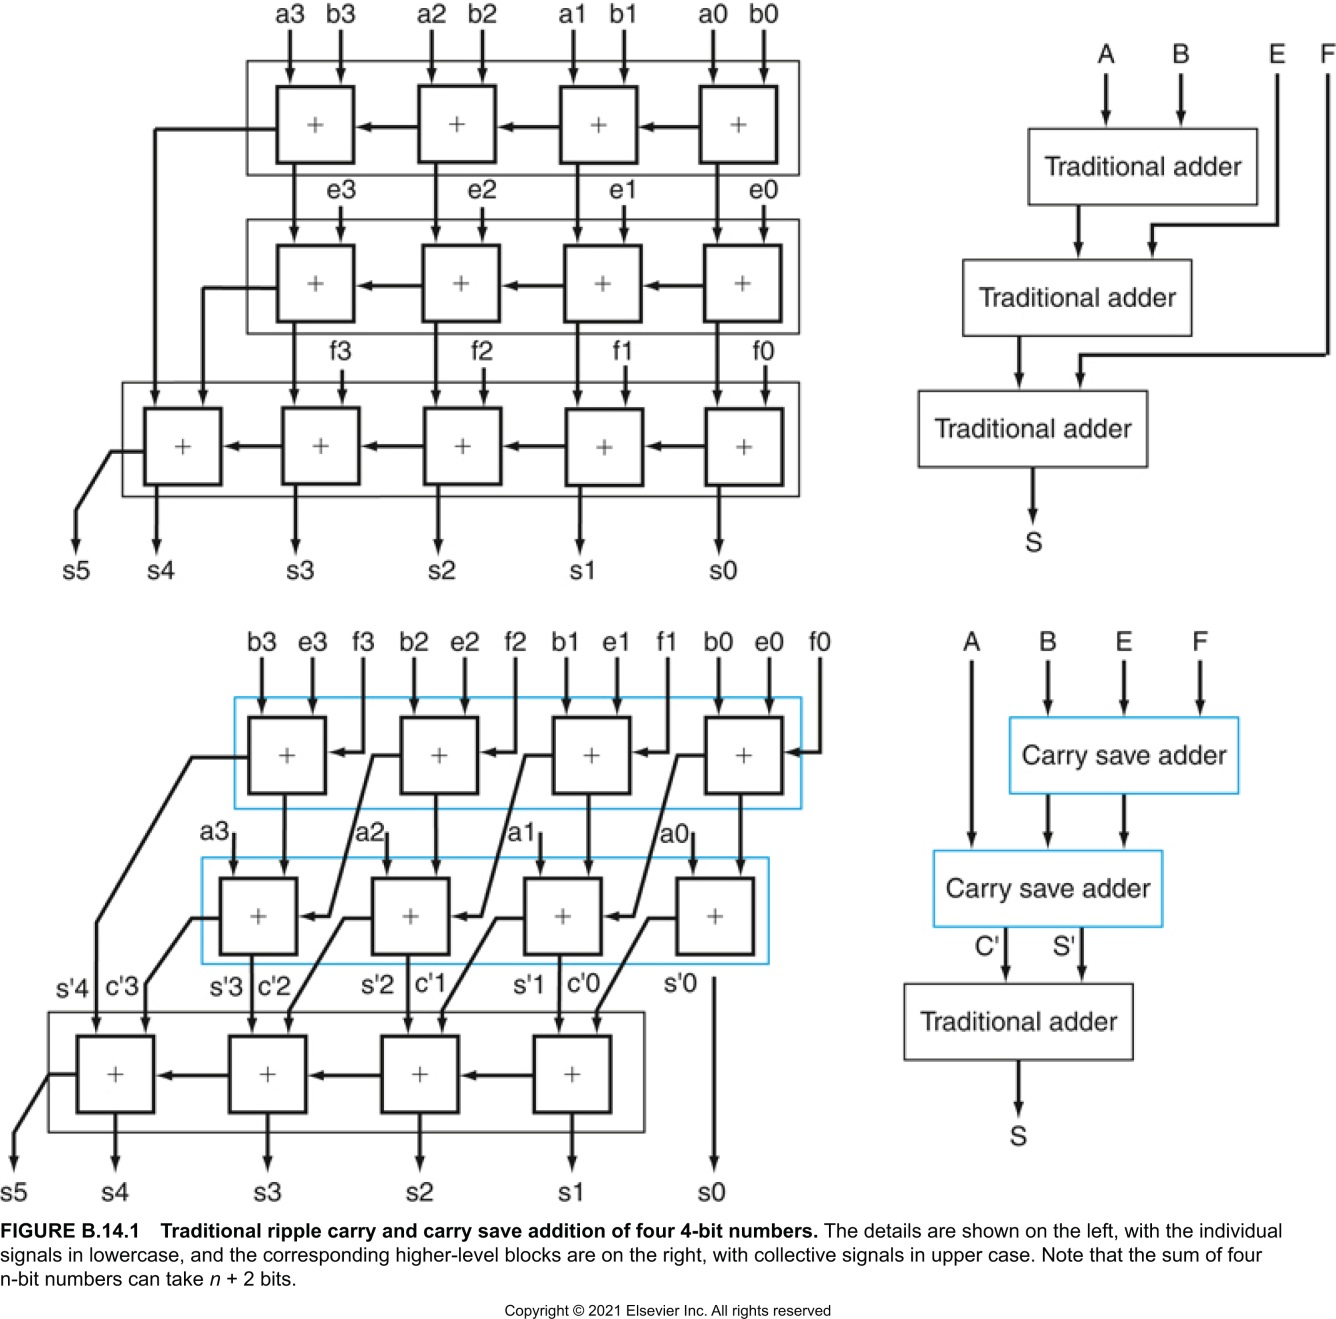 a3 b3 a2 b2 a1 b1 a0 b0
+ + + +
e3 e2 e1 e0
+ + + +
f3 f2 f1 f0
+ + + + +
s5 s4 s3 s2 s1 s0
A B E F
Traditional adder
Traditional adder
Traditional adder
S
b3 e3 f3 b2 e2 f2 b1 e1 f1 b0 e0 f0
+ + + +
a3 a2 a1 a0
+ + + +
s'4 c'3 s'3 c'2 s'2 c'1 s'1 c'0 s'0
+ + + +
s5 s4 s3 s2 s1 s0
A B E F
Carry save adder
Carry save adder
C' S'
Traditional adder
S
FIGURE B.14.1 Traditional ripple carry and carry save addition of four 4-bit numbers. The details are shown on the left, with the individual
signals in lowercase, and the corresponding higher-level blocks are on the right, with collective signals in upper case. Note that the sum of four
n-bit numbers can take n + 2 bits.
Copyright © 2021 Elsevier Inc. All rights reserved